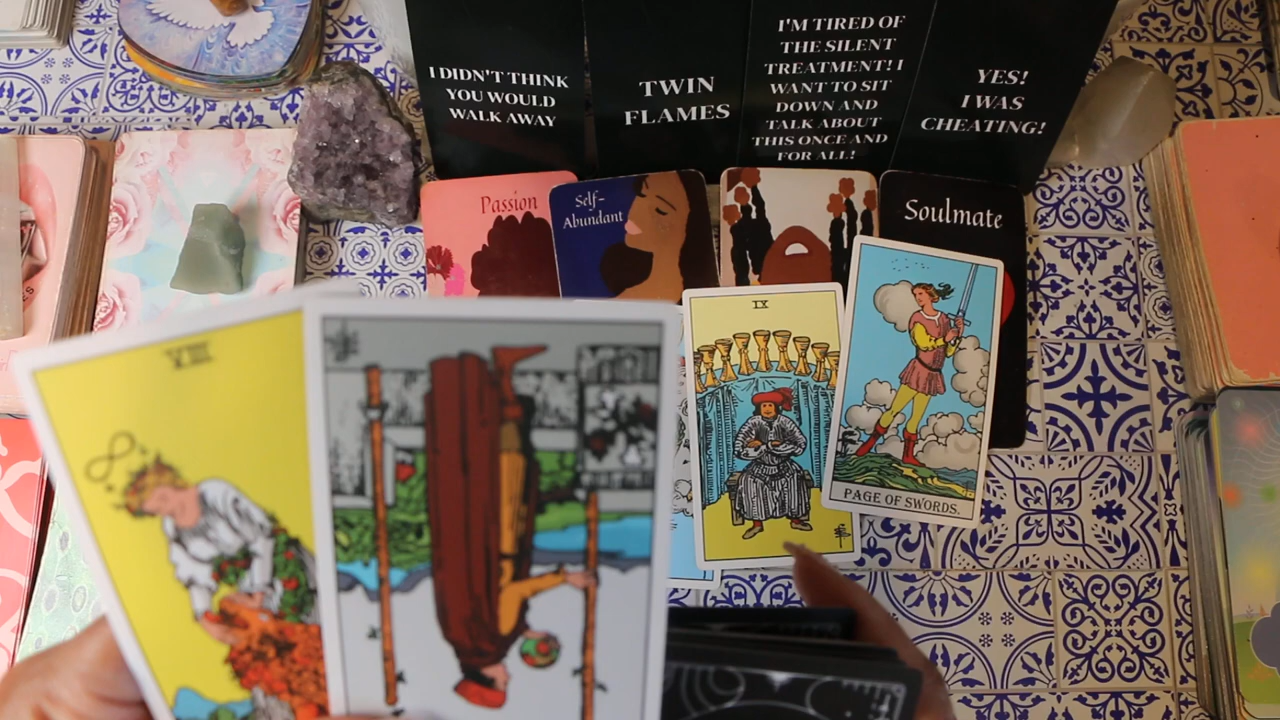 I DIDN'T THINK
YOU WOULD
WALK AWAY
TWIN
FLAMES
I'M TIRED OF
THE SILENT
TREATMENT! I
WANT TO SIT
DOWN AND
TALK ABOUT
THIS ONCE AND
FOR ALL!
YES!
I WAS
CHEATING!
Passion
Self-
Abundant
Soulmate
IX
PAGE OF SWORDS.
VIII